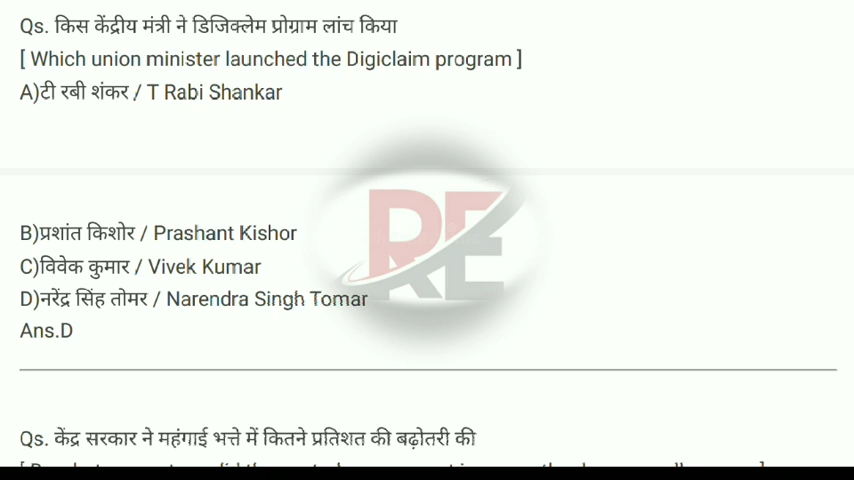 Qs. किस केंद्रीय मंत्री ने डिजिक्लेम प्रोग्राम लांच किया
[ Which union minister launched the Digiclaim program ]
A)टी रबी शंकर / T Rabi Shankar
RE
B)प्रशांत किशोर / Prashant Kishor
C)विवेक कुमार / Vivek Kumar
D)नरेंद्र सिंह तोमर / Narendra Singh Tomar
Ans.D
Qs. केंद्र सरकार ने महंगाई भत्ते में कितने प्रतिशत की बढ़ोतरी की